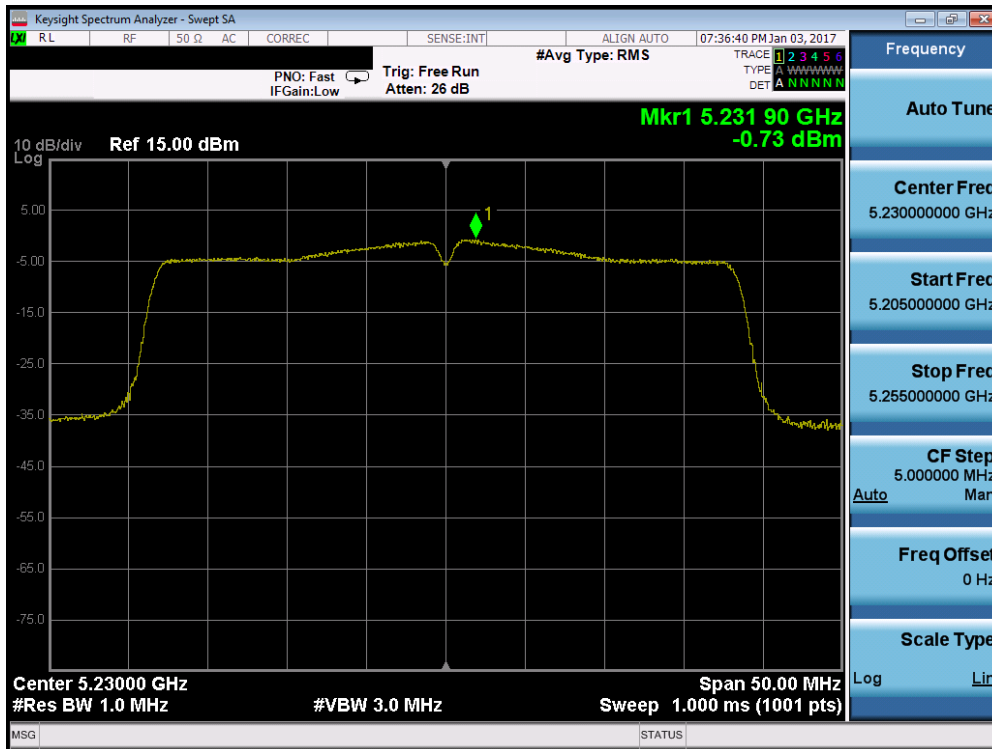 Keysight Spectrum Analyzer - Swept SA
LXI RL RF 50 Ω AC CORREC SENSE:INT ALIGN AUTO 07:36:40 PM Jan 03, 2017
#Avg Type: RMS TRACE 1 2 3 4 5 6
PNO: Fast Trig: Free Run TYPE A WWWWW
IFGain:Low Atten: 26 dB DET A N N N N N
Mkr1 5.231 90 GHz
-0.73 dBm
10 dB/div Ref 15.00 dBm
Log
1
5.00
-5.00
-15.0
-25.0
-35.0
-45.0
-55.0
-65.0
-75.0
Center 5.23000 GHz Span 50.00 MHz
#Res BW 1.0 MHz #VBW 3.0 MHz Sweep 1.000 ms (1001 pts)
MSG STATUS
Frequency
Auto Tune
Center Freq
5.230000000 GHz
Start Freq
5.205000000 GHz
Stop Freq
5.255000000 GHz
CF Step
5.000000 MHz
Auto Man
Freq Offset
0 Hz
Scale Type
Log Lin